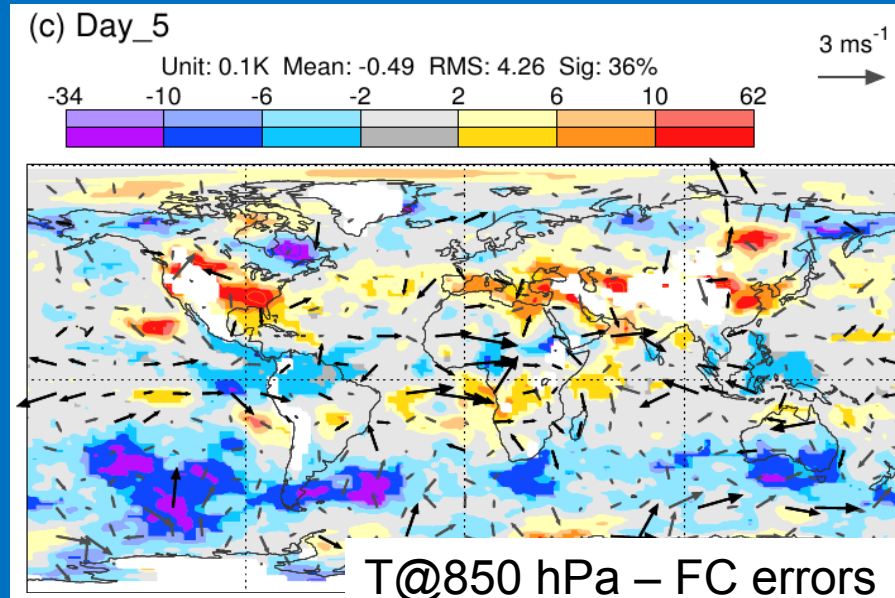 (c) Day_5
3 ms⁻¹
Unit: 0.1K Mean: -0.49 RMS: 4.26 Sig: 36%
-34 -10 -6 -2 2 6 10 62
T@850 hPa – FC errors